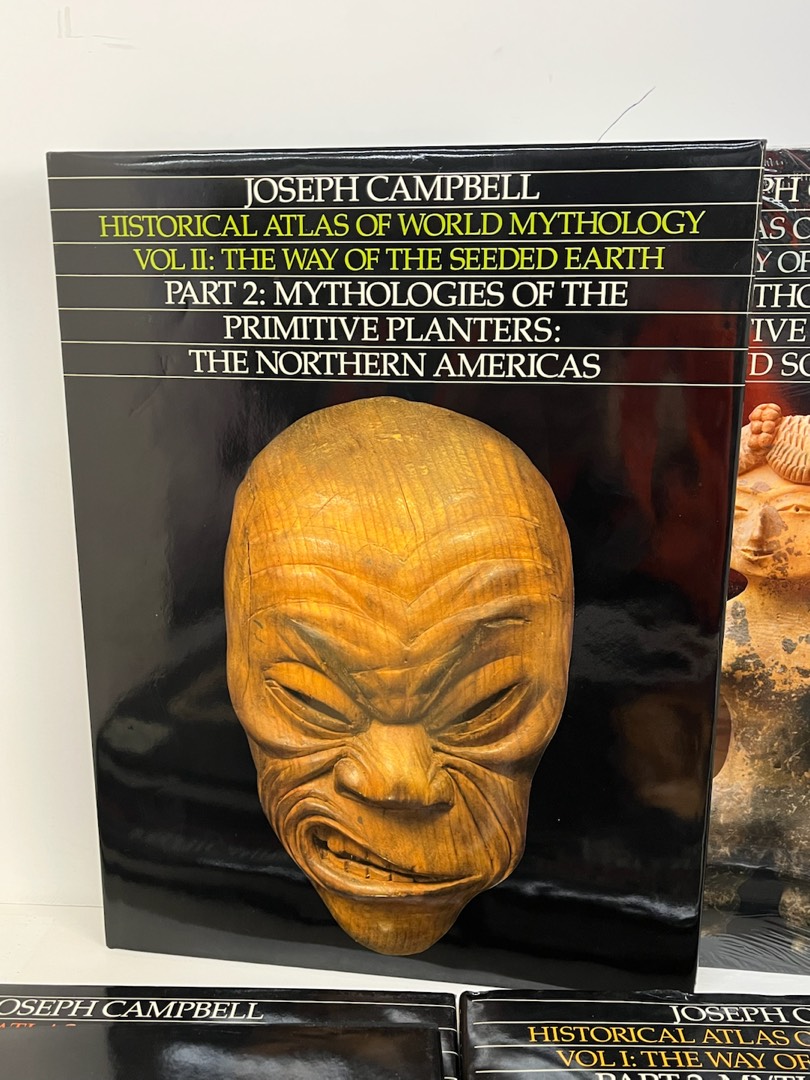 JOSEPH CAMPBELL
HISTORICAL ATLAS OF WORLD MYTHOLOGY
VOL II: THE WAY OF THE SEEDED EARTH
PART 2: MYTHOLOGIES OF THE
PRIMITIVE PLANTERS:
THE NORTHERN AMERICAS
JOSEPH CAMPBELL
JOSEPH
HISTORICAL ATLAS
VOL I: THE WAY OF